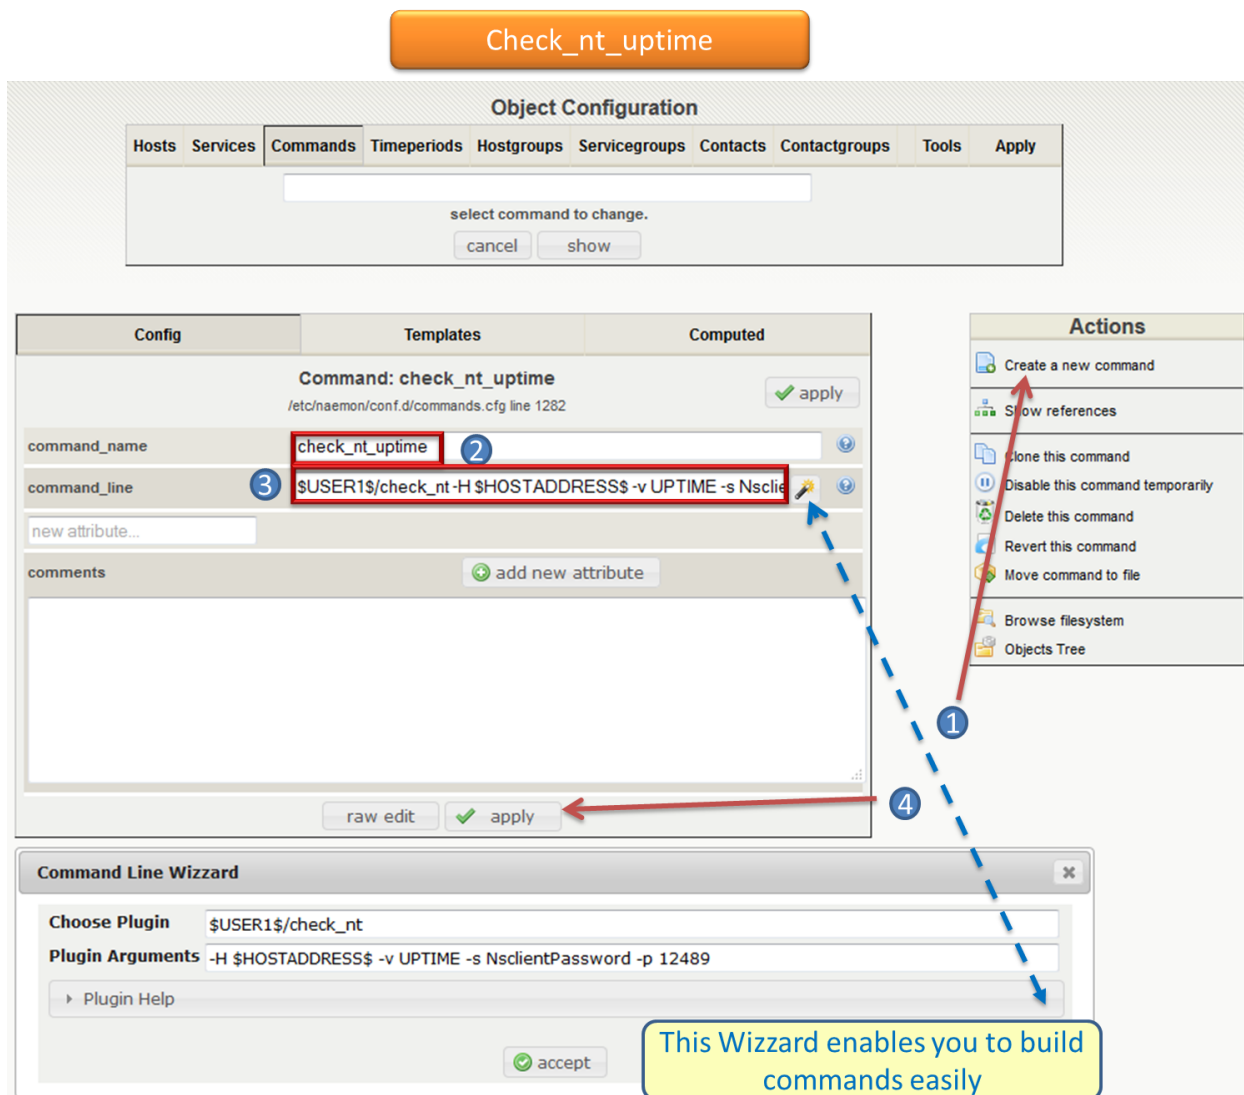 Check_nt_uptime
Object Configuration
Hosts Services Commands Timeperiods Hostgroups Servicegroups Contacts Contactgroups Tools Apply
select command to change.
cancel show
Config Templates Computed
Command: check_nt_uptime
/etc/naemon/conf.d/commands.cfg line 1282
apply
command_name check_nt_uptime 2
command_line 3 $USER1$/check_nt -H $HOSTADDRESS$ -v UPTIME -s Nsclie
new attribute...
comments add new attribute
raw edit apply
4
Actions
Create a new command
Show references
Clone this command
Disable this command temporarily
Delete this command
Revert this command
Move command to file
Browse filesystem
Objects Tree
1
Command Line Wizzard
Choose Plugin $USER1$/check_nt
Plugin Arguments -H $HOSTADDRESS$ -v UPTIME -s NsclientPassword -p 12489
Plugin Help
accept
This Wizzard enables you to build
commands easily